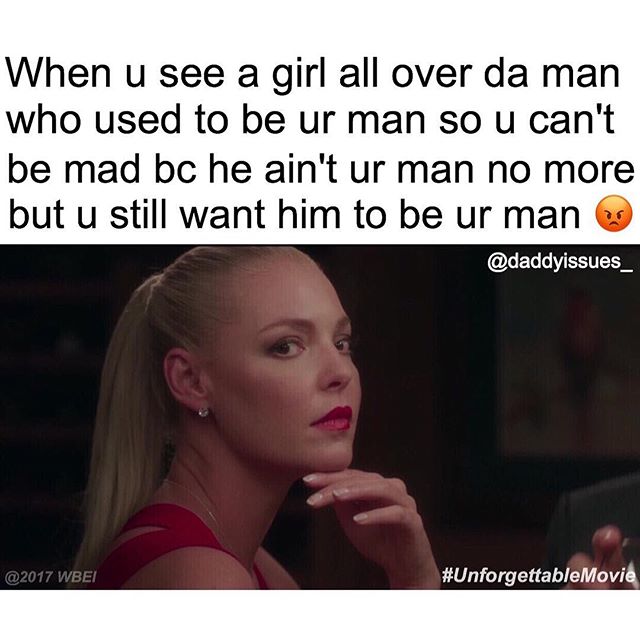 When u see a girl all over da man
who used to be ur man so u can't
be mad bc he ain't ur man no more
but u still want him to be ur man 😡
@daddyissues_
@2017 WBEI
#UnforgettableMovie